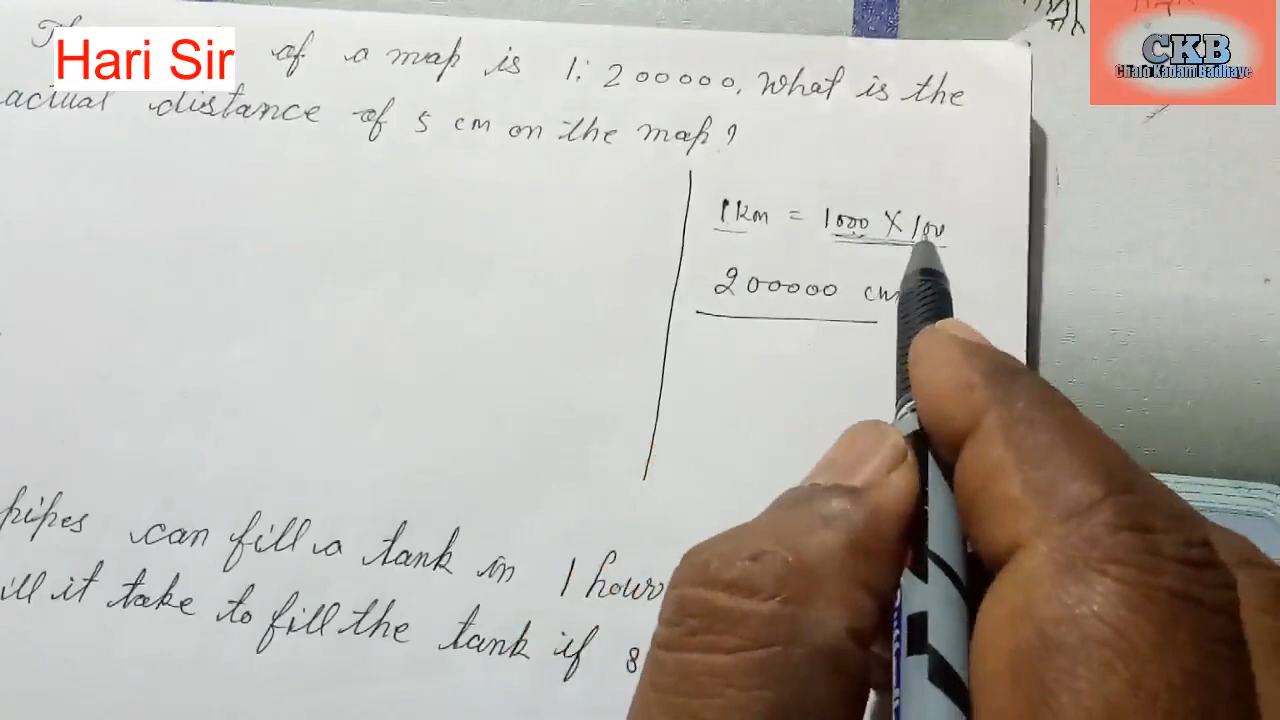 Hari Sir
of a map is 1:200000. What is the
actual distance of 5 cm on the map?
1 km = 1000 X 100
200000 cm
pipes can fill a tank in 1 hour
ill it take to fill the tank if 8
CKB
Chalo Kadam Badhaye